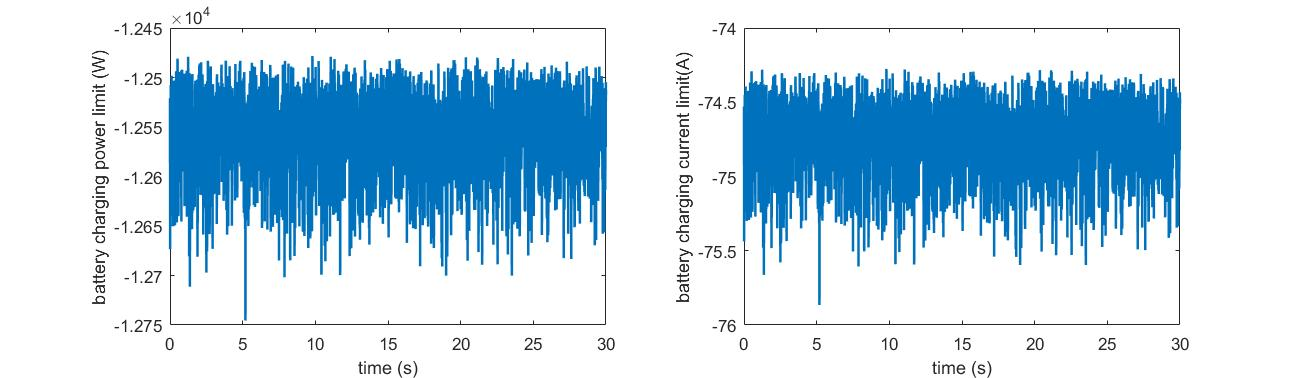 ×10⁴
-1.245
-1.25
-1.255
-1.26
-1.265
-1.27
-1.275
battery charging power limit (W)
0 5 10 15 20 25 30
time (s)
-74
-74.5
-75
-75.5
-76
battery charging current limit(A)
0 5 10 15 20 25 30
time (s)